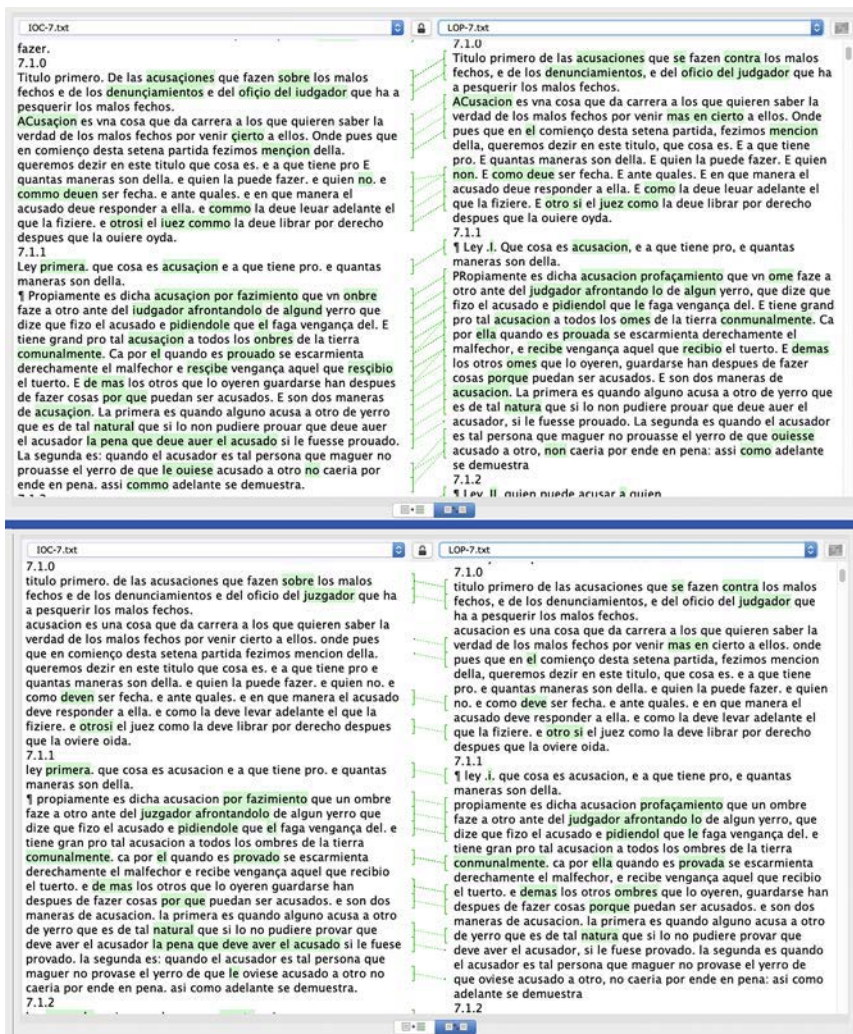 IOC-7.txt
fazer.
7.1.0
Titulo primero. De las acusaçiones que fazen sobre los malos
fechos e de los denunçiamientos e del ofiçio del iudgador que ha a
pesquerir los malos fechos.
ACusaçion es vna cosa que da carrera a los que quieren saber la
verdad de los malos fechos por venir çierto a ellos. Onde pues que
en comienço desta setena partida fezimos mençion della.
queremos dezir en este titulo que cosa es. e a que tiene pro E
quantas maneras son della. e quien la puede fazer. e quien no. e
commo deuen ser fecha. e ante quales. e en que manera el
acusado deue responder a ella. e commo la deue leuar adelante el
que la fiziere. e otrosi el iuez commo la deue librar por derecho
despues que la ouiere oyda.
7.1.1
Ley primera. que cosa es acusaçion e a que tiene pro. e quantas
maneras son della.
¶ Propiamente es dicha acusaçion por fazimiento que vn onbre
faze a otro ante del iudgador afrontandolo de algund yerro que
dize que fizo el acusado e pidiendole que el faga vengança del. E
tiene grand pro tal acusaçion a todos los onbres de la tierra
comunalmente. Ca por el quando es prouado se escarmienta
derechamente el malfechor e resçibe vengança aquel que resçibio
el tuerto. E de mas los otros que lo oyeren guardarse han despues
de fazer cosas por que puedan ser acusados. E son dos maneras
de acusaçion. La primera es quando alguno acusa a otro de yerro
que es de tal natural que si lo non pudiere prouar que deue auer
el acusador la pena que deue auer el acusado si le fuesse prouado.
La segunda es: quando el acusador es tal persona que maguer no
prouasse el yerro de que le ouiese acusado a otro no caeria por
ende en pena. assi commo adelante se demuestra.
LOP-7.txt
7.1.0
Titulo primero de las acusaciones que se fazen contra los malos
fechos, e de los denunciamientos, e del oficio del judgador que ha
a pesquerir los malos fechos.
ACusacion es vna cosa que da carrera a los que quieren saber la
verdad de los malos fechos por venir mas en cierto a ellos. Onde
pues que en el comienço desta setena partida, fezimos mencion
della, queremos dezir en este titulo, que cosa es. E a que tiene
pro. E quantas maneras son della. E quien la puede fazer. E quien
non. E como deue ser fecha. E ante quales. E en que manera el
acusado deue responder a ella. E como la deue leuar adelante el
que la fiziere. E otro si el juez como la deue librar por derecho
despues que la ouiere oyda.
7.1.1
¶ Ley .I. Que cosa es acusacion, e a que tiene pro, e quantas
maneras son della.
PRopiamente es dicha acusacion profaçamiento que vn ome faze a
otro ante del judgador afrontando lo de algun yerro, que dize que
fizo el acusado e pidiendol que le faga vengança del. E tiene grand
pro tal acusacion a todos los omes de la tierra conmunalmente. Ca
por ella quando es prouada se escarmienta derechamente el
malfechor, e recibe vengança aquel que recibio el tuerto. E demas
los otros omes que lo oyeren, guardarse han despues de fazer
cosas porque puedan ser acusados. E son dos maneras de
acusacion. La primera es quando alguno acusa a otro de yerro que
es de tal natura que si lo non pudiere prouar que deue auer el
acusador, si le fuesse prouado. La segunda es quando el acusador
es tal persona que maguer no prouasse el yerro de que ouiesse
acusado a otro, non caeria por ende en pena: assi como adelante
se demuestra
7.1.2
¶ Ley .II. quien puede acusar a quien
IOC-7.txt
7.1.0
titulo primero. de las acusaciones que fazen sobre los malos
fechos e de los denunciamientos e del oficio del juzgador que ha
a pesquerir los malos fechos.
acusacion es una cosa que da carrera a los que quieren saber la
verdad de los malos fechos por venir cierto a ellos. onde pues
que en comienço desta setena partida fezimos mencion della.
queremos dezir en este titulo que cosa es. e a que tiene pro e
quantas maneras son della. e quien la puede fazer. e quien no. e
como deven ser fecha. e ante quales. e en que manera el acusado
deve responder a ella. e como la deve levar adelante el que la
fiziere. e otrosi el juez como la deve librar por derecho despues
que la oviere oida.
7.1.1
ley primera. que cosa es acusacion e a que tiene pro. e quantas
maneras son della.
¶ propiamente es dicha acusacion por fazimiento que un ombre
faze a otro ante del juzgador afrontandolo de algun yerro que
dize que fizo el acusado e pidiendole que el faga vengança del. e
tiene gran pro tal acusacion a todos los ombres de la tierra
comunalmente. ca por el quando es provado se escarmienta
derechamente el malfechor e recibe vengança aquel que recibio
el tuerto. e de mas los otros que lo oyeren guardarse han
despues de fazer cosas por que puedan ser acusados. e son dos
maneras de acusacion. la primera es quando alguno acusa a otro
de yerro que es de tal natural que si lo no pudiere provar que
deve aver el acusador la pena que deve aver el acusado si le fuese
provado. la segunda es: quando el acusador es tal persona que
maguer no provase el yerro de que le oviese acusado a otro no
caeria por ende en pena. asi como adelante se demuestra.
7.1.2
LOP-7.txt
7.1.0
titulo primero de las acusaciones que se fazen contra los malos
fechos, e de los denunciamientos, e del oficio del judgador que
ha a pesquerir los malos fechos.
acusacion es una cosa que da carrera a los que quieren saber la
verdad de los malos fechos por venir mas en cierto a ellos. onde
pues que en el comienço desta setena partida, fezimos mencion
della, queremos dezir en este titulo, que cosa es. e a que tiene
pro. e quantas maneras son della. e quien la puede fazer. e quien
no. e como deve ser fecha. e ante quales. e en que manera el
acusado deve responder a ella. e como la deve levar adelante el
que la fiziere. e otro si el juez como la deve librar por derecho
despues que la oviere oida.
7.1.1
¶ ley .i. que cosa es acusacion, e a que tiene pro, e quantas
maneras son della.
propiamente es dicha acusacion profaçamiento que un ombre
faze a otro ante del judgador afrontando lo de algun yerro, que
dize que fizo el acusado e pidiendol que le faga vengança del. e
tiene gran pro tal acusacion a todos los ombres de la tierra
conmunalmente. ca por ella quando es provada se escarmienta
derechamente el malfechor, e recibe vengança aquel que recibio
el tuerto. e demas los otros ombres que lo oyeren, guardarse han
despues de fazer cosas porque puedan ser acusados. e son dos
maneras de acusacion. la primera es quando alguno acusa a otro
de yerro que es de tal natura que si lo no pudiere provar que
deve aver el acusador, si le fuese provado. la segunda es quando
el acusador es tal persona que maguer no provase el yerro de
que oviese acusado a otro, no caeria por ende en pena: asi como
adelante se demuestra
7.1.2